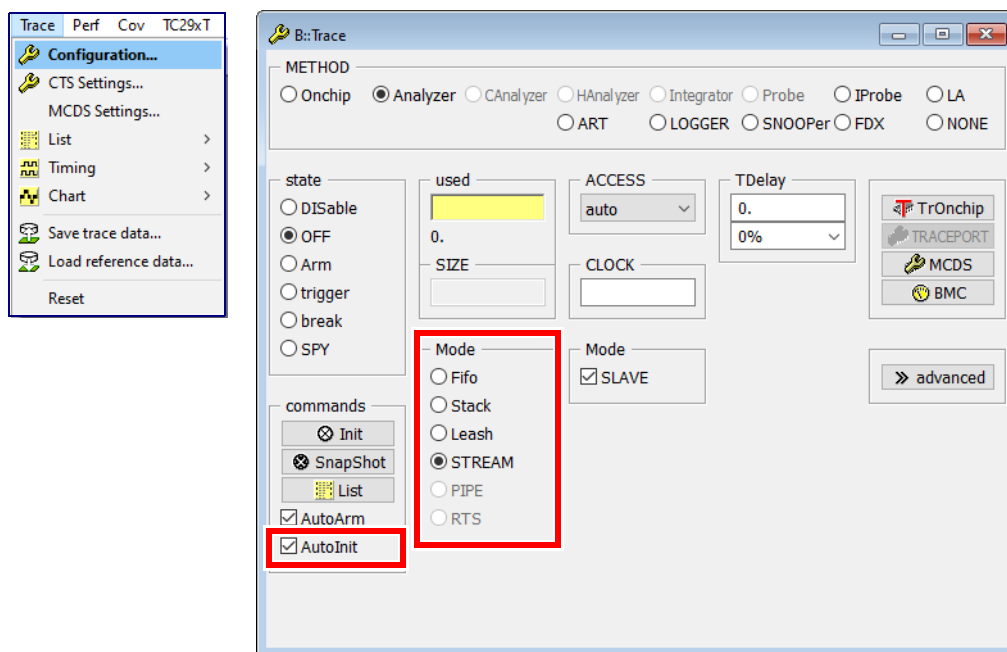 Trace Perf Cov TC29xT
Configuration...
CTS Settings...
MCDS Settings...
List
Timing
Chart
Save trace data...
Load reference data...
Reset
B::Trace
METHOD
Onchip Analyzer CAnalyzer HAnalyzer Integrator Probe IProbe LA
ART LOGGER SNOOPer FDX NONE
state
DISable
OFF
Arm
trigger
break
SPY
used
0.
SIZE
ACCESS
auto
CLOCK
TDelay
0.
0%
TrOnchip
TRACEPORT
MCDS
BMC
commands
Init
SnapShot
List
AutoArm
AutoInit
Mode
Fifo
Stack
Leash
STREAM
PIPE
RTS
Mode
SLAVE
advanced